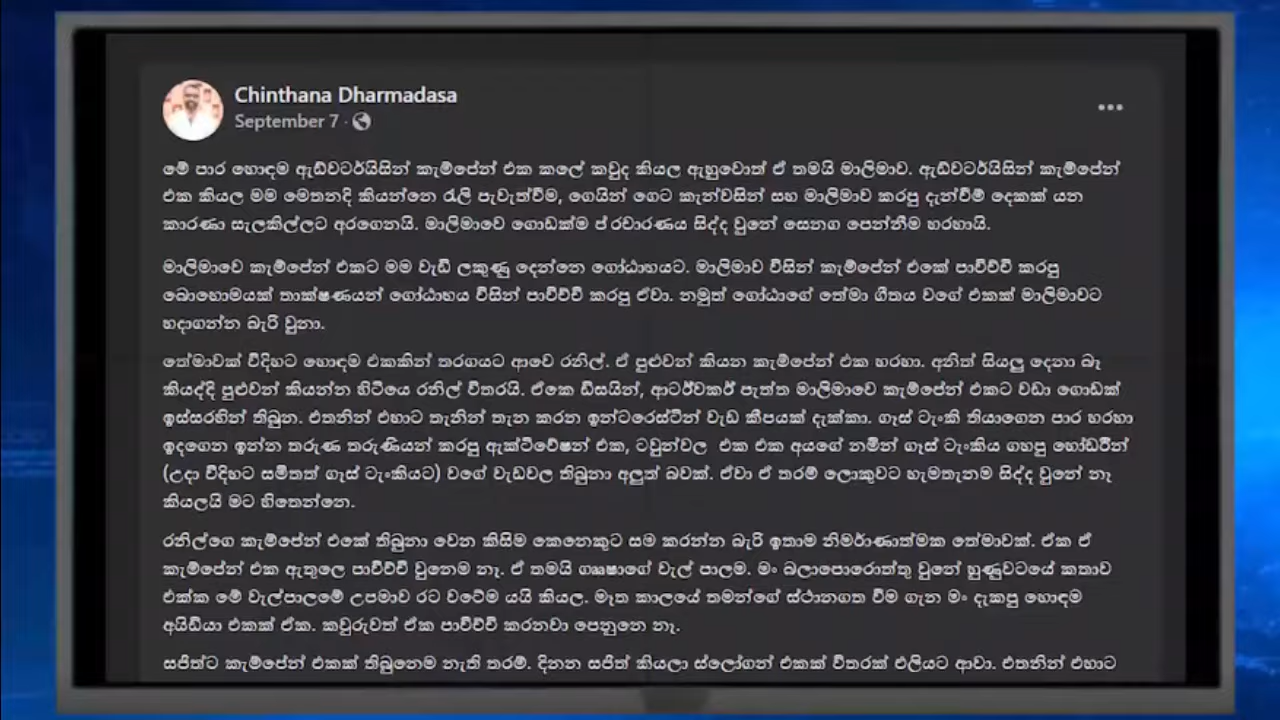 Chinthana Dharmadasa
September 7
මේ පාර හොඳම ඇඩ්වටර්යිසින් කැම්පේන් එක කලේ කවුද කියල ඇහුවොත් ඒ තමයි මාලිමාව. ඇඩ්වටර්යිසින් කැම්පේන්
එක කියල මම මෙතනදි කියන්නෙ රැලි පැවැත්වීම, ගෙයින් ගෙට කැන්වසින් සහ මාලිමාව කරපු දැන්වීම් දෙකක් යන
කාරණා සැලකිල්ලට අරගෙනයි. මාලිමාවෙ ගොඩක්ම ප්‍රචාරණය සිද්ද වුනේ සෙනග පෙන්නීම හරහායි.
මාලිමාවෙ කැම්පේන් එකට මම වැඩි ලකුණු දෙන්නෙ ගෝඨාභයට. මාලිමාව විසින් කැම්පේන් එකේ පාවිච්චි කරපු
බොහොමයක් තාක්ෂණයන් ගෝඨාභය විසින් පාවිච්චි කරපු ඒවා. නමුත් ගෝඨාගේ තේමා ගීතය වගේ එකක් මාලිමාවට
හදාගන්න බැරි වුනා.
තේමාවක් විදිහට හොඳම එකකින් තරගයට ආවෙ රනිල්. ඒ පුළුවන් කියන කැම්පේන් එක හරහා. අනිත් සියලු දෙනා බෑ
කියද්දි පුළුවන් කියන්න හිටියෙ රනිල් විතරයි. ඒකෙ ඩිසයින්, ආටර්වකර් පැත්ත මාලිමාවෙ කැම්පේන් එකට වඩා ගොඩක්
ඉස්සරහින් තිබුන. එතනින් එහාට තැනින් තැන කරන ඉන්ටරෙස්ටින් වැඩ කීපයක් දැක්කා. ගෑස් ටැංකි තියාගෙන පාර හරහා
ඉදගෙන ඉන්න තරුණ තරුණියන් කරපු ඇක්ටිවේෂන් එක, ටවුන්වල එක එක අයගේ නමින් ගෑස් ටැංකිය ගහපු හෝඩරින්
(උදා විදිහට සමිතත් ගෑස් ටැංකියට) වගේ වැඩවල තිබුනා අලුත් බවක්. ඒවා ඒ තරම් ලොකුවට හැමතැනම සිද්ද වුනේ නෑ
කියලයි මට හිතෙන්නෙ.
රනිල්ගෙ කැම්පේන් එකේ තිබුනා වෙන කිසිම කෙනෙකුට සම කරන්න බැරි ඉතාම නිර්මාණාත්මක තේමාවක්. ඒක ඒ
කැම්පේන් එක ඇතුලෙ පාවිච්චි වුනෙම නෑ. ඒ තමයි ගෲෂාගේ වැල් පාලම. මං බලාපොරොත්තු වුනේ හුණුවටයේ කතාව
එක්ක මේ වැල්පාලමේ උපමාව රට වටේම යයි කියල. මෑත කාලයේ තමන්ගේ ස්ථානගත වීම ගැන මං දැකපු හොඳම
අයිඩියා එකක් ඒක. කවුරුවත් ඒක පාවිච්චි කරනවා පෙනුනෙ නෑ.
සජිත්ට කැම්පේන් එකක් තිබුනෙම නැති තරම්. දිනන සජිත් කියලා ස්ලෝගන් එකක් විතරක් එලියට ආවා. එතනින් එහාට